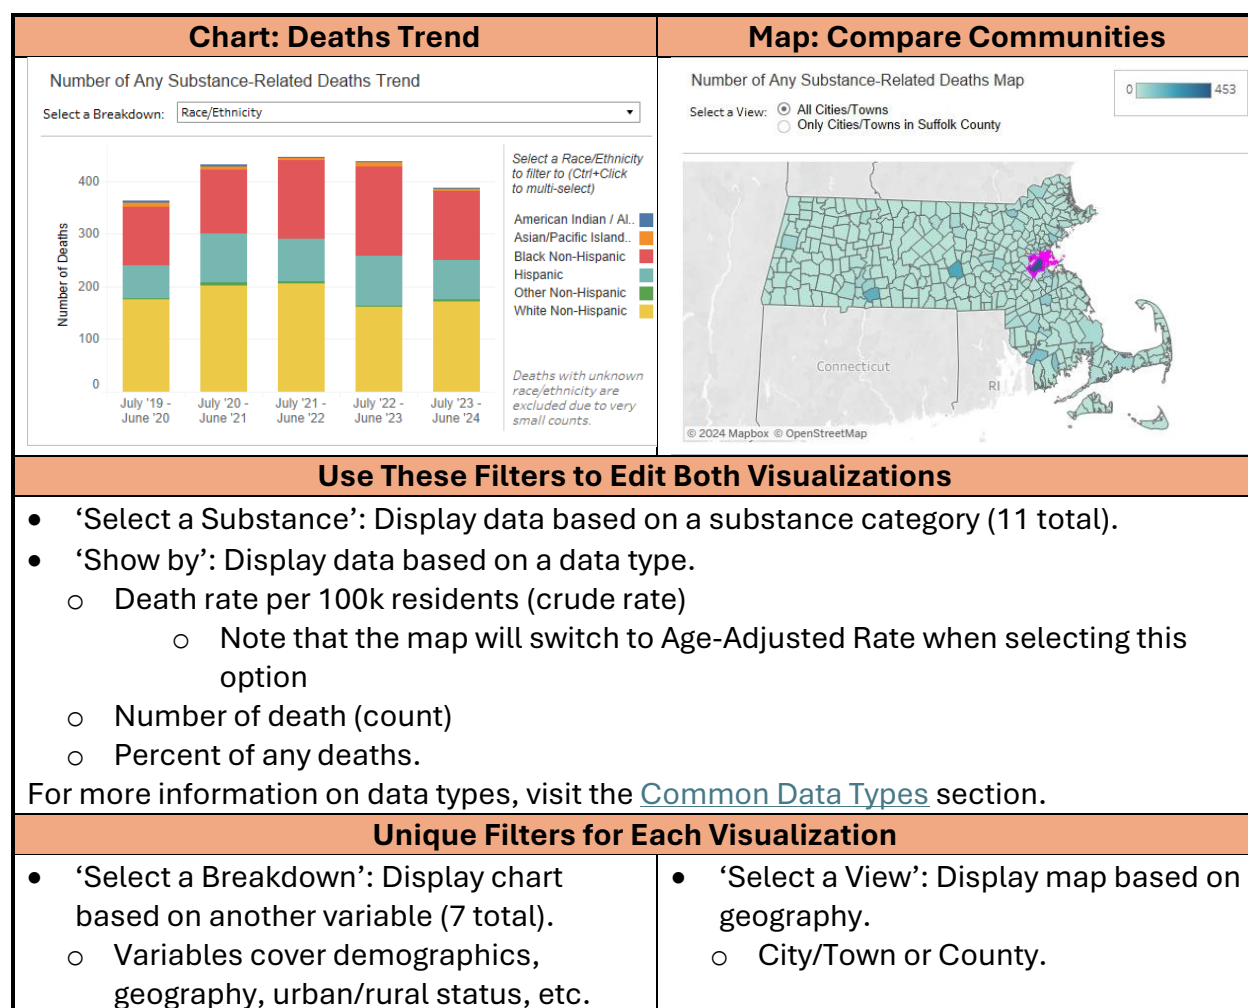 Chart: Deaths Trend
Map: Compare Communities
Number of Any Substance-Related Deaths Trend
Select a Breakdown: Race/Ethnicity
Number of Deaths
400
300
200
100
0
July '19 - June '20
July '20 - June '21
July '21 - June '22
July '22 - June '23
July '23 - June '24
Select a Race/Ethnicity
to filter to (Ctrl+Click
to multi-select)
American Indian / Al..
Asian/Pacific Island..
Black Non-Hispanic
Hispanic
Other Non-Hispanic
White Non-Hispanic
Deaths with unknown
race/ethnicity are
excluded due to very
small counts.
Number of Any Substance-Related Deaths Map
0 453
Select a View: All Cities/Towns
Only Cities/Towns in Suffolk County
Connecticut
RI
© 2024 Mapbox © OpenStreetMap
Use These Filters to Edit Both Visualizations
• ‘Select a Substance’: Display data based on a substance category (11 total).
• ‘Show by’: Display data based on a data type.
o Death rate per 100k residents (crude rate)
o Note that the map will switch to Age-Adjusted Rate when selecting this
option
o Number of death (count)
o Percent of any deaths.
For more information on data types, visit the Common Data Types section.
Unique Filters for Each Visualization
• ‘Select a Breakdown’: Display chart
based on another variable (7 total).
o Variables cover demographics,
geography, urban/rural status, etc.
• ‘Select a View’: Display map based on
geography.
o City/Town or County.